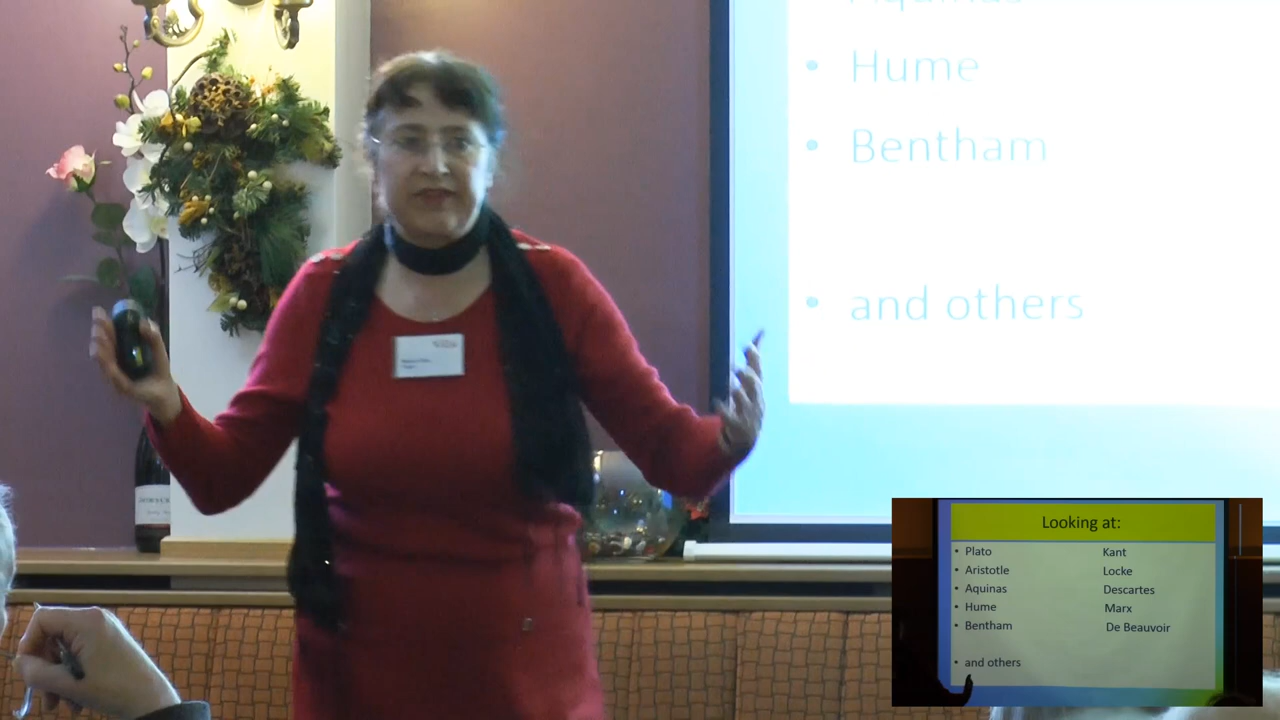 Hume
Bentham
and others
Looking at:
Plato Kant
Aristotle Locke
Aquinas Descartes
Hume Marx
Bentham De Beauvoir
and others